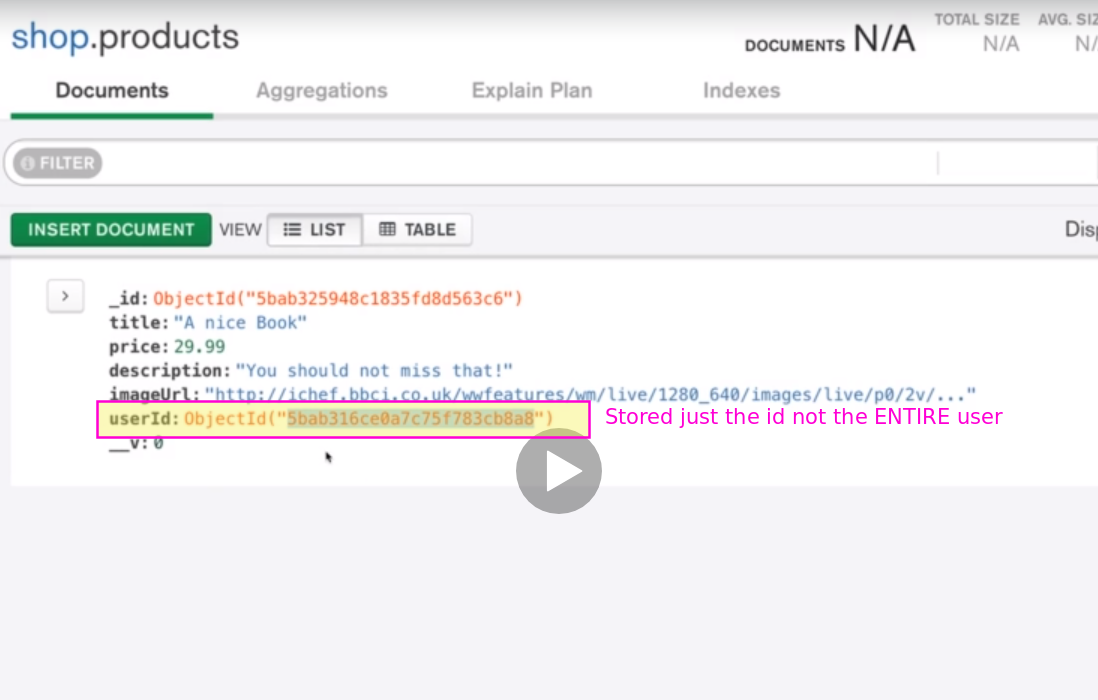 shop.products
DOCUMENTS N/A
TOTAL SIZE
N/A
AVG. SIZ
N/
Documents
Aggregations
Explain Plan
Indexes
FILTER
INSERT DOCUMENT
VIEW
LIST
TABLE
Disp
_id: ObjectId("5bab325948c1835fd8d563c6")
title: "A nice Book"
price: 29.99
description: "You should not miss that!"
imageUrl: "http://ichef.bbci.co.uk/wwfeatures/wm/live/1280_640/images/live/p0/2v/..."
userId: ObjectId("5bab316ce0a7c75f783cb8a8")
Stored just the id not the ENTIRE user
__v: 0